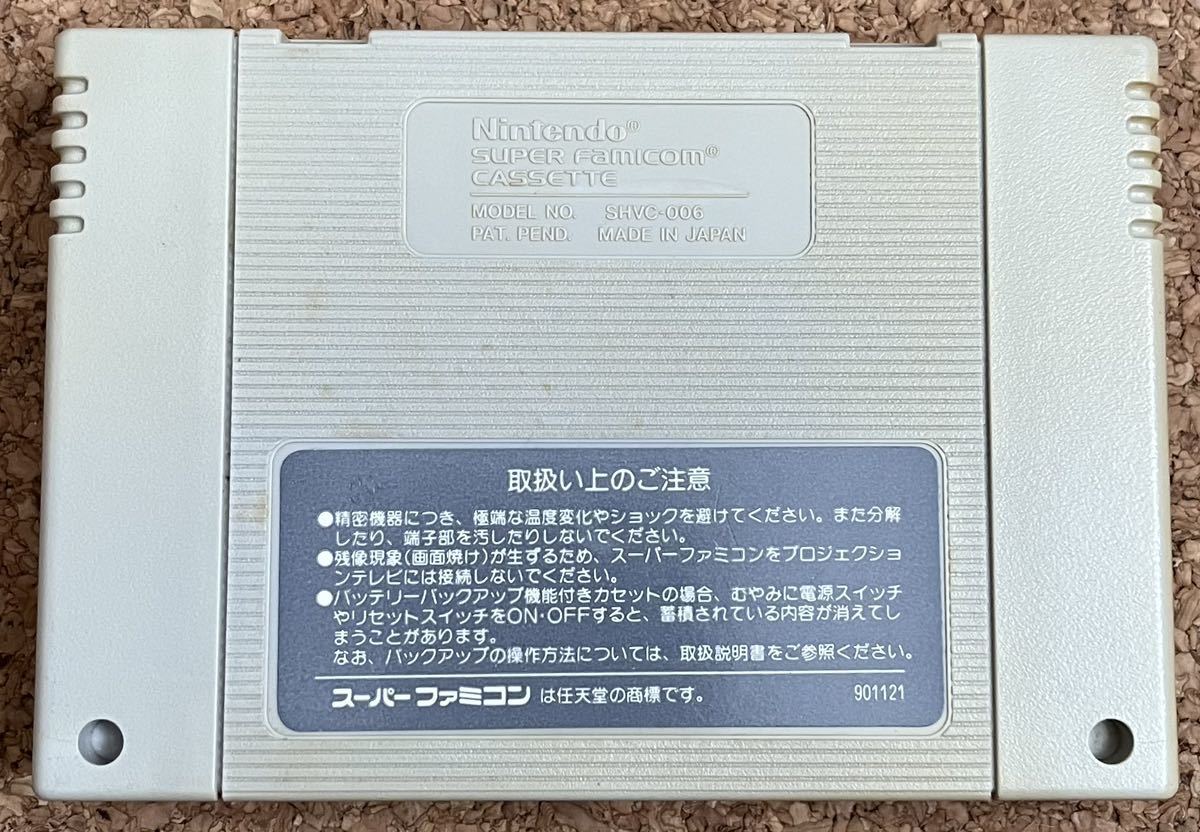 Nintendo®
SUPER FAMICOM®
CASSETTE
MODEL NO. SHVC-006
PAT. PEND. MADE IN JAPAN
取扱い上のご注意
●精密機器につき、極端な温度変化やショックを避けてください。また分解
したり、端子部を汚したりしないでください。
●残像現象(画面焼け)が生ずるため、スーパーファミコンをプロジェクショ
ンテレビには接続しないでください。
●バッテリーバックアップ機能付きカセットの場合、むやみに電源スイッチ
やリセットスイッチをON・OFFすると、蓄積されている内容が消えてし
まうことがあります。
なお、バックアップの操作方法については、取扱説明書をご参照ください。
スーパーファミコン は任天堂の商標です。 901121